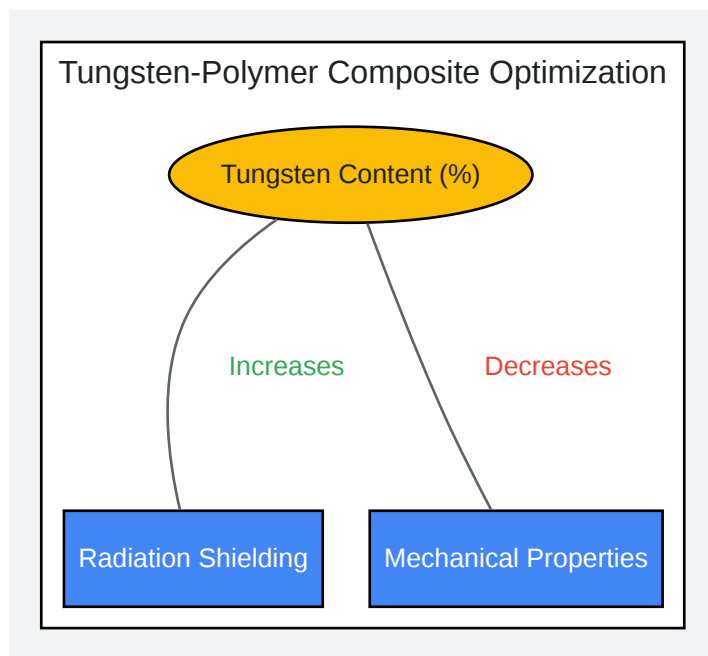 Tungsten-Polymer Composite Optimization
Tungsten Content (%)
Increases
Decreases
Radiation Shielding
Mechanical Properties